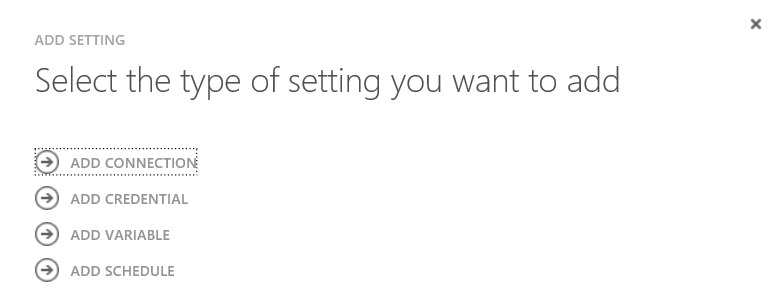 ADD SETTING
Select the type of setting you want to add
ADD CONNECTION
ADD CREDENTIAL
ADD VARIABLE
ADD SCHEDULE